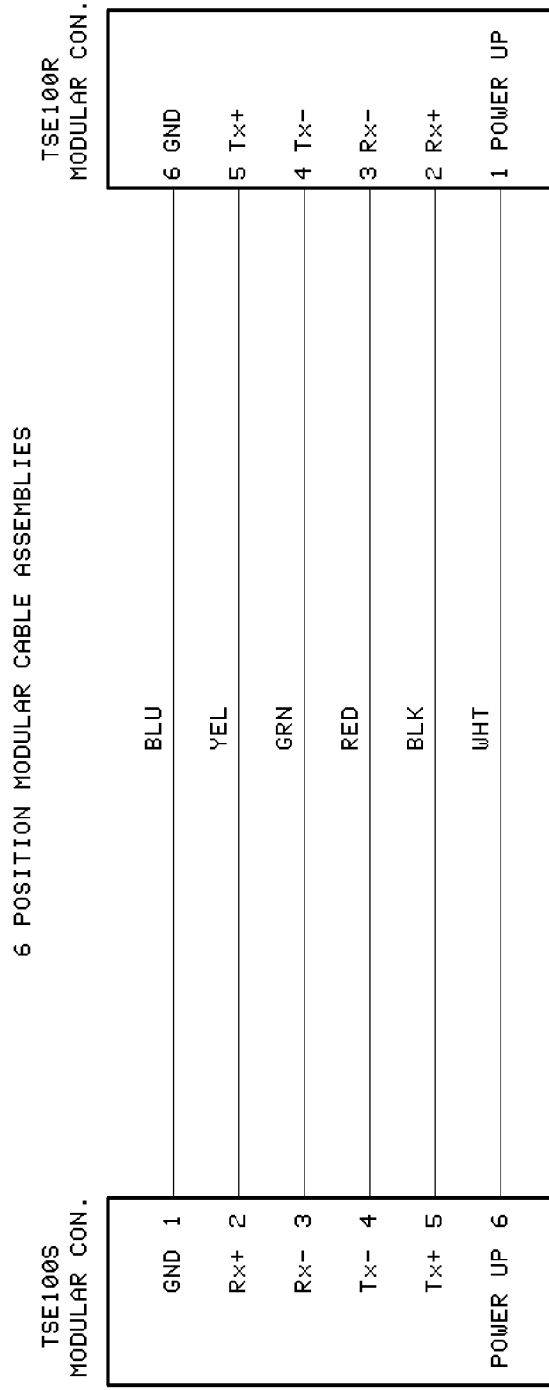 6 POSITION MODULAR CABLE ASSEMBLIES
TSE100S
MODULAR CON.
TSE100R
MODULAR CON.
GND 1 BLU 6 GND
Rx+ 2 YEL 5 Tx+
Rx- 3 GRN 4 Tx-
Tx- 4 RED 3 Rx-
Tx+ 5 BLK 2 Rx+
POWER UP 6 WHT 1 POWER UP